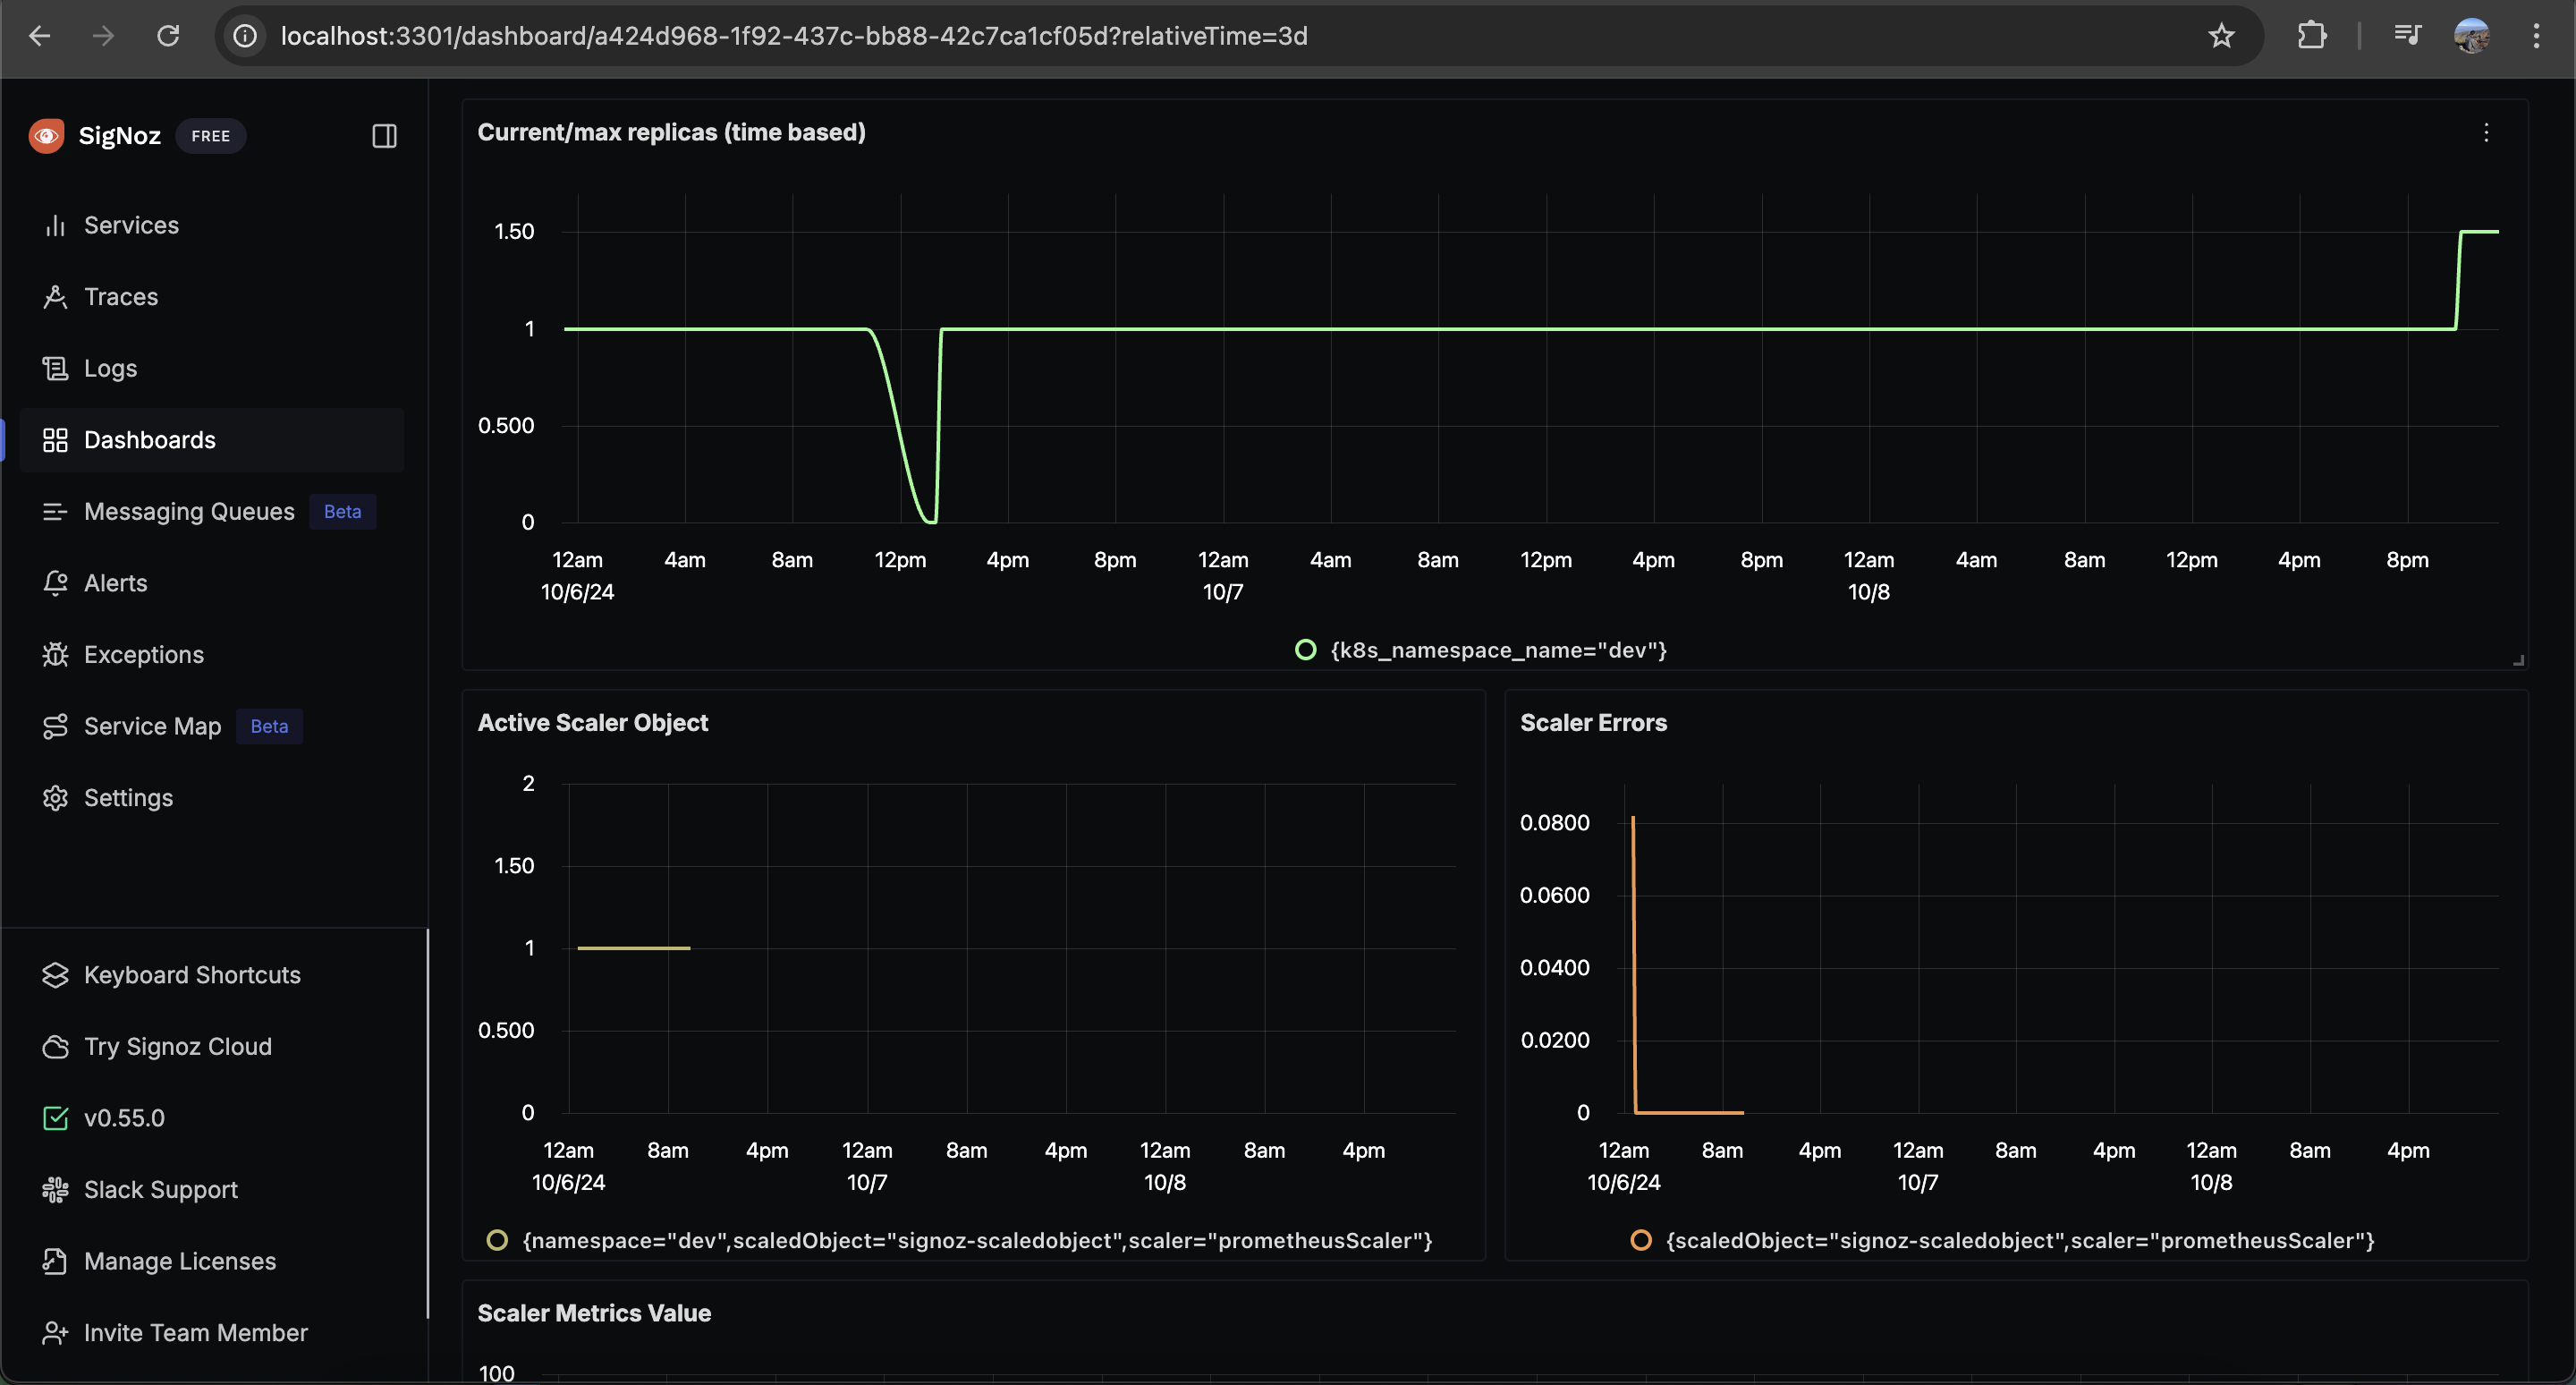 localhost:3301/dashboard/a424d968-1f92-437c-bb88-42c7ca1cf05d?relativeTime=3d
SigNoz FREE
Services
Traces
Logs
Dashboards
Messaging Queues Beta
Alerts
Exceptions
Service Map Beta
Settings
Keyboard Shortcuts
Try Signoz Cloud
v0.55.0
Slack Support
Manage Licenses
Invite Team Member
Current/max replicas (time based)
1.50
1
0.500
0
12am 4am 8am 12pm 4pm 8pm 12am 4am 8am 12pm 4pm 8pm 12am 4am 8am 12pm 4pm 8pm
10/6/24 10/7 10/8
{k8s_namespace_name="dev"}
Active Scaler Object
2
1.50
1
0.500
0
12am 8am 4pm 12am 8am 4pm 12am 8am 4pm
10/6/24 10/7 10/8
{namespace="dev",scaledObject="signoz-scaledobject",scaler="prometheusScaler"}
Scaler Errors
0.0800
0.0600
0.0400
0.0200
0
12am 8am 4pm 12am 8am 4pm 12am 8am 4pm
10/6/24 10/7 10/8
{scaledObject="signoz-scaledobject",scaler="prometheusScaler"}
Scaler Metrics Value
100